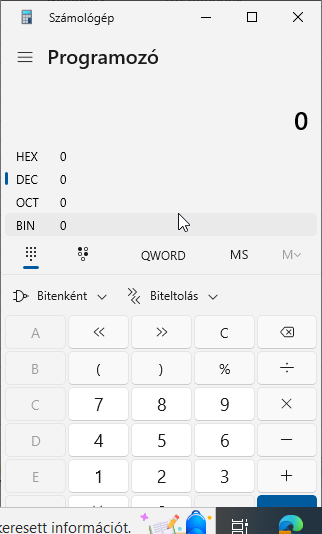 Számológép
Programozó
0
HEX 0
DEC 0
OCT 0
BIN 0
QWORD MS M
Bitenként Biteltolás
A << >> C
B ( ) % ÷
C 7 8 9 ×
D 4 5 6 −
E 1 2 3 +
keresett információt.